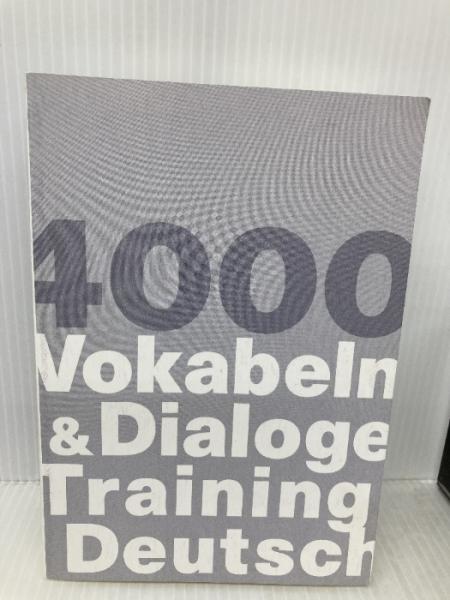 4000
Vokabeln
& Dialoge
Training
Deutsch